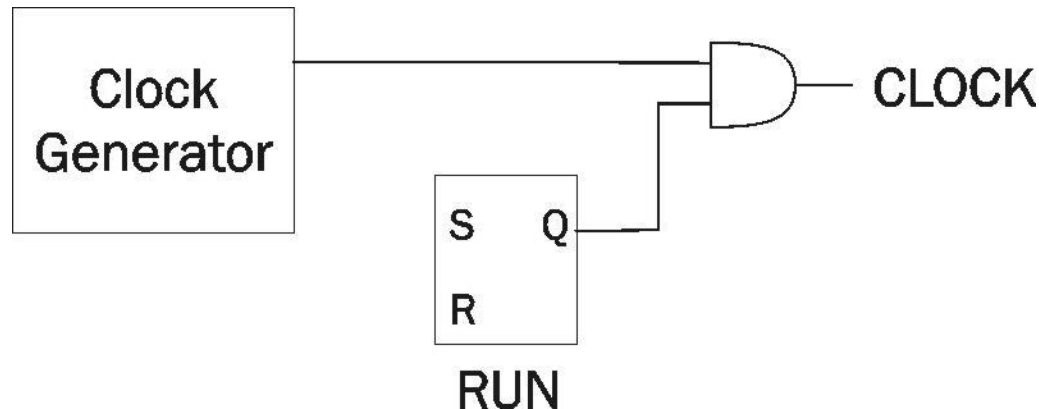 Clock
Generator
CLOCK
S Q
R
RUN